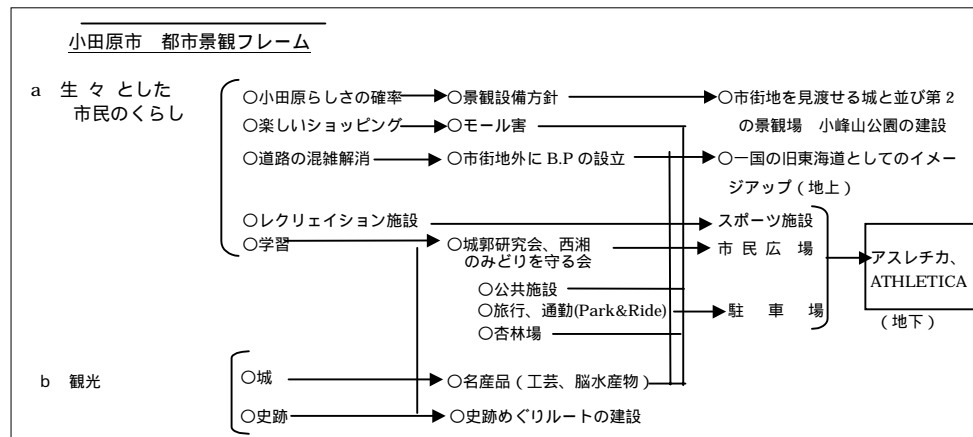 小田原市　都市景観フレーム
a　生 々 とした
市民のくらし
○小田原らしさの確率
○景観設備方針
○市街地を見渡せる城と並び第２
の景観場　小峰山公園の建設
○楽しいショッピング
○モール害
○道路の混雑解消
○市街地外に B.P の設立
○一国の旧東海道としてのイメー
ジアップ（地上）
○レクリェイション施設
スポーツ施設
○学習
○城郭研究会、西湘
のみどりを守る会
市 民 広　場
アスレチカ、
ATHLETICA
（地下）
○公共施設
○旅行、通勤(Park&Ride)
駐　車　場
○杏林場
b　観光
○城
○名産品（工芸、脳水産物）
○史跡
○史跡めぐりルートの建設